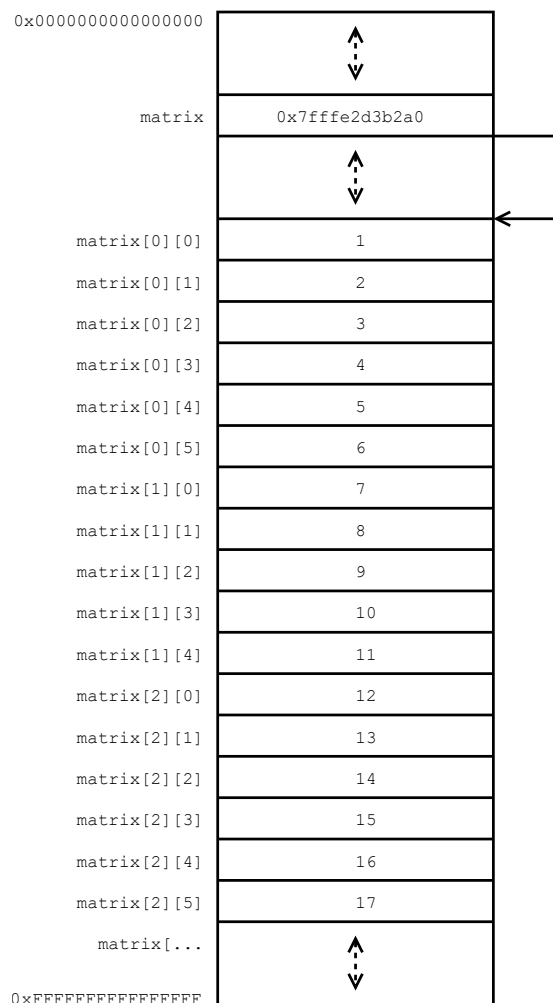 0x0000000000000000
matrix 0x7fffe2d3b2a0
matrix[0][0] 1
matrix[0][1] 2
matrix[0][2] 3
matrix[0][3] 4
matrix[0][4] 5
matrix[0][5] 6
matrix[1][0] 7
matrix[1][1] 8
matrix[1][2] 9
matrix[1][3] 10
matrix[1][4] 11
matrix[2][0] 12
matrix[2][1] 13
matrix[2][2] 14
matrix[2][3] 15
matrix[2][4] 16
matrix[2][5] 17
matrix[...
0xFFFFFFFFFFFFFFFF